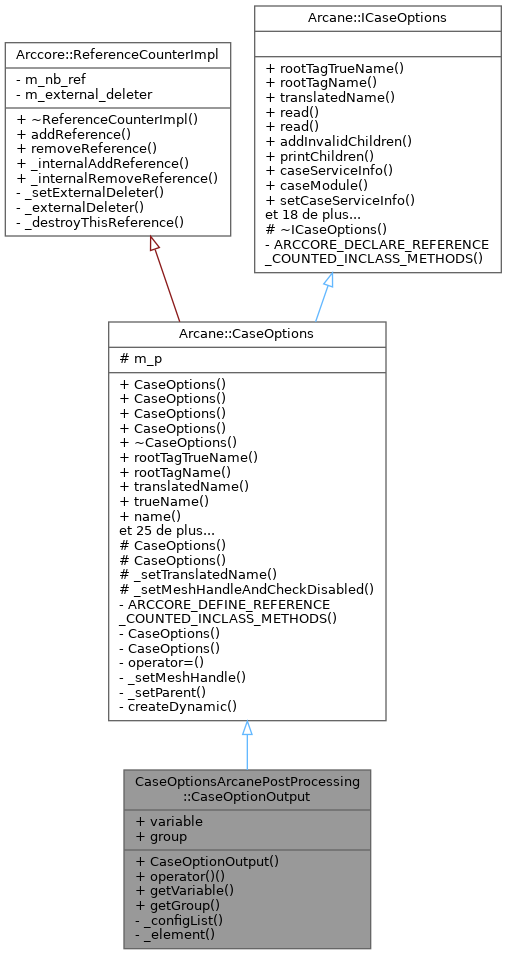 Arccore::ReferenceCounterImpl
- m_nb_ref
- m_external_deleter
+ ~ReferenceCounterImpl()
+ addReference()
+ removeReference()
+ _internalAddReference()
+ _internalRemoveReference()
- _setExternalDeleter()
- _externalDeleter()
- _destroyThisReference()
Arcane::ICaseOptions
+ rootTagTrueName()
+ rootTagName()
+ translatedName()
+ read()
+ read()
+ addInvalidChildren()
+ printChildren()
+ caseServiceInfo()
+ caseModule()
+ setCaseServiceInfo()
et 18 de plus...
# ~ICaseOptions()
- ARCCORE_DECLARE_REFERENCE
_COUNTED_INCLASS_METHODS()
Arcane::CaseOptions
# m_p
+ CaseOptions()
+ CaseOptions()
+ CaseOptions()
+ CaseOptions()
+ ~CaseOptions()
+ rootTagTrueName()
+ rootTagName()
+ translatedName()
+ trueName()
+ name()
et 25 de plus...
# CaseOptions()
# CaseOptions()
# _setTranslatedName()
# _setMeshHandleAndCheckDisabled()
- ARCCORE_DEFINE_REFERENCE
_COUNTED_INCLASS_METHODS()
- CaseOptions()
- CaseOptions()
- operator=()
- _setMeshHandle()
- _setParent()
- createDynamic()
CaseOptionsArcanePostProcessing
::CaseOptionOutput
+ variable
+ group
+ CaseOptionOutput()
+ operator()()
+ getVariable()
+ getGroup()
- _configList()
- _element()